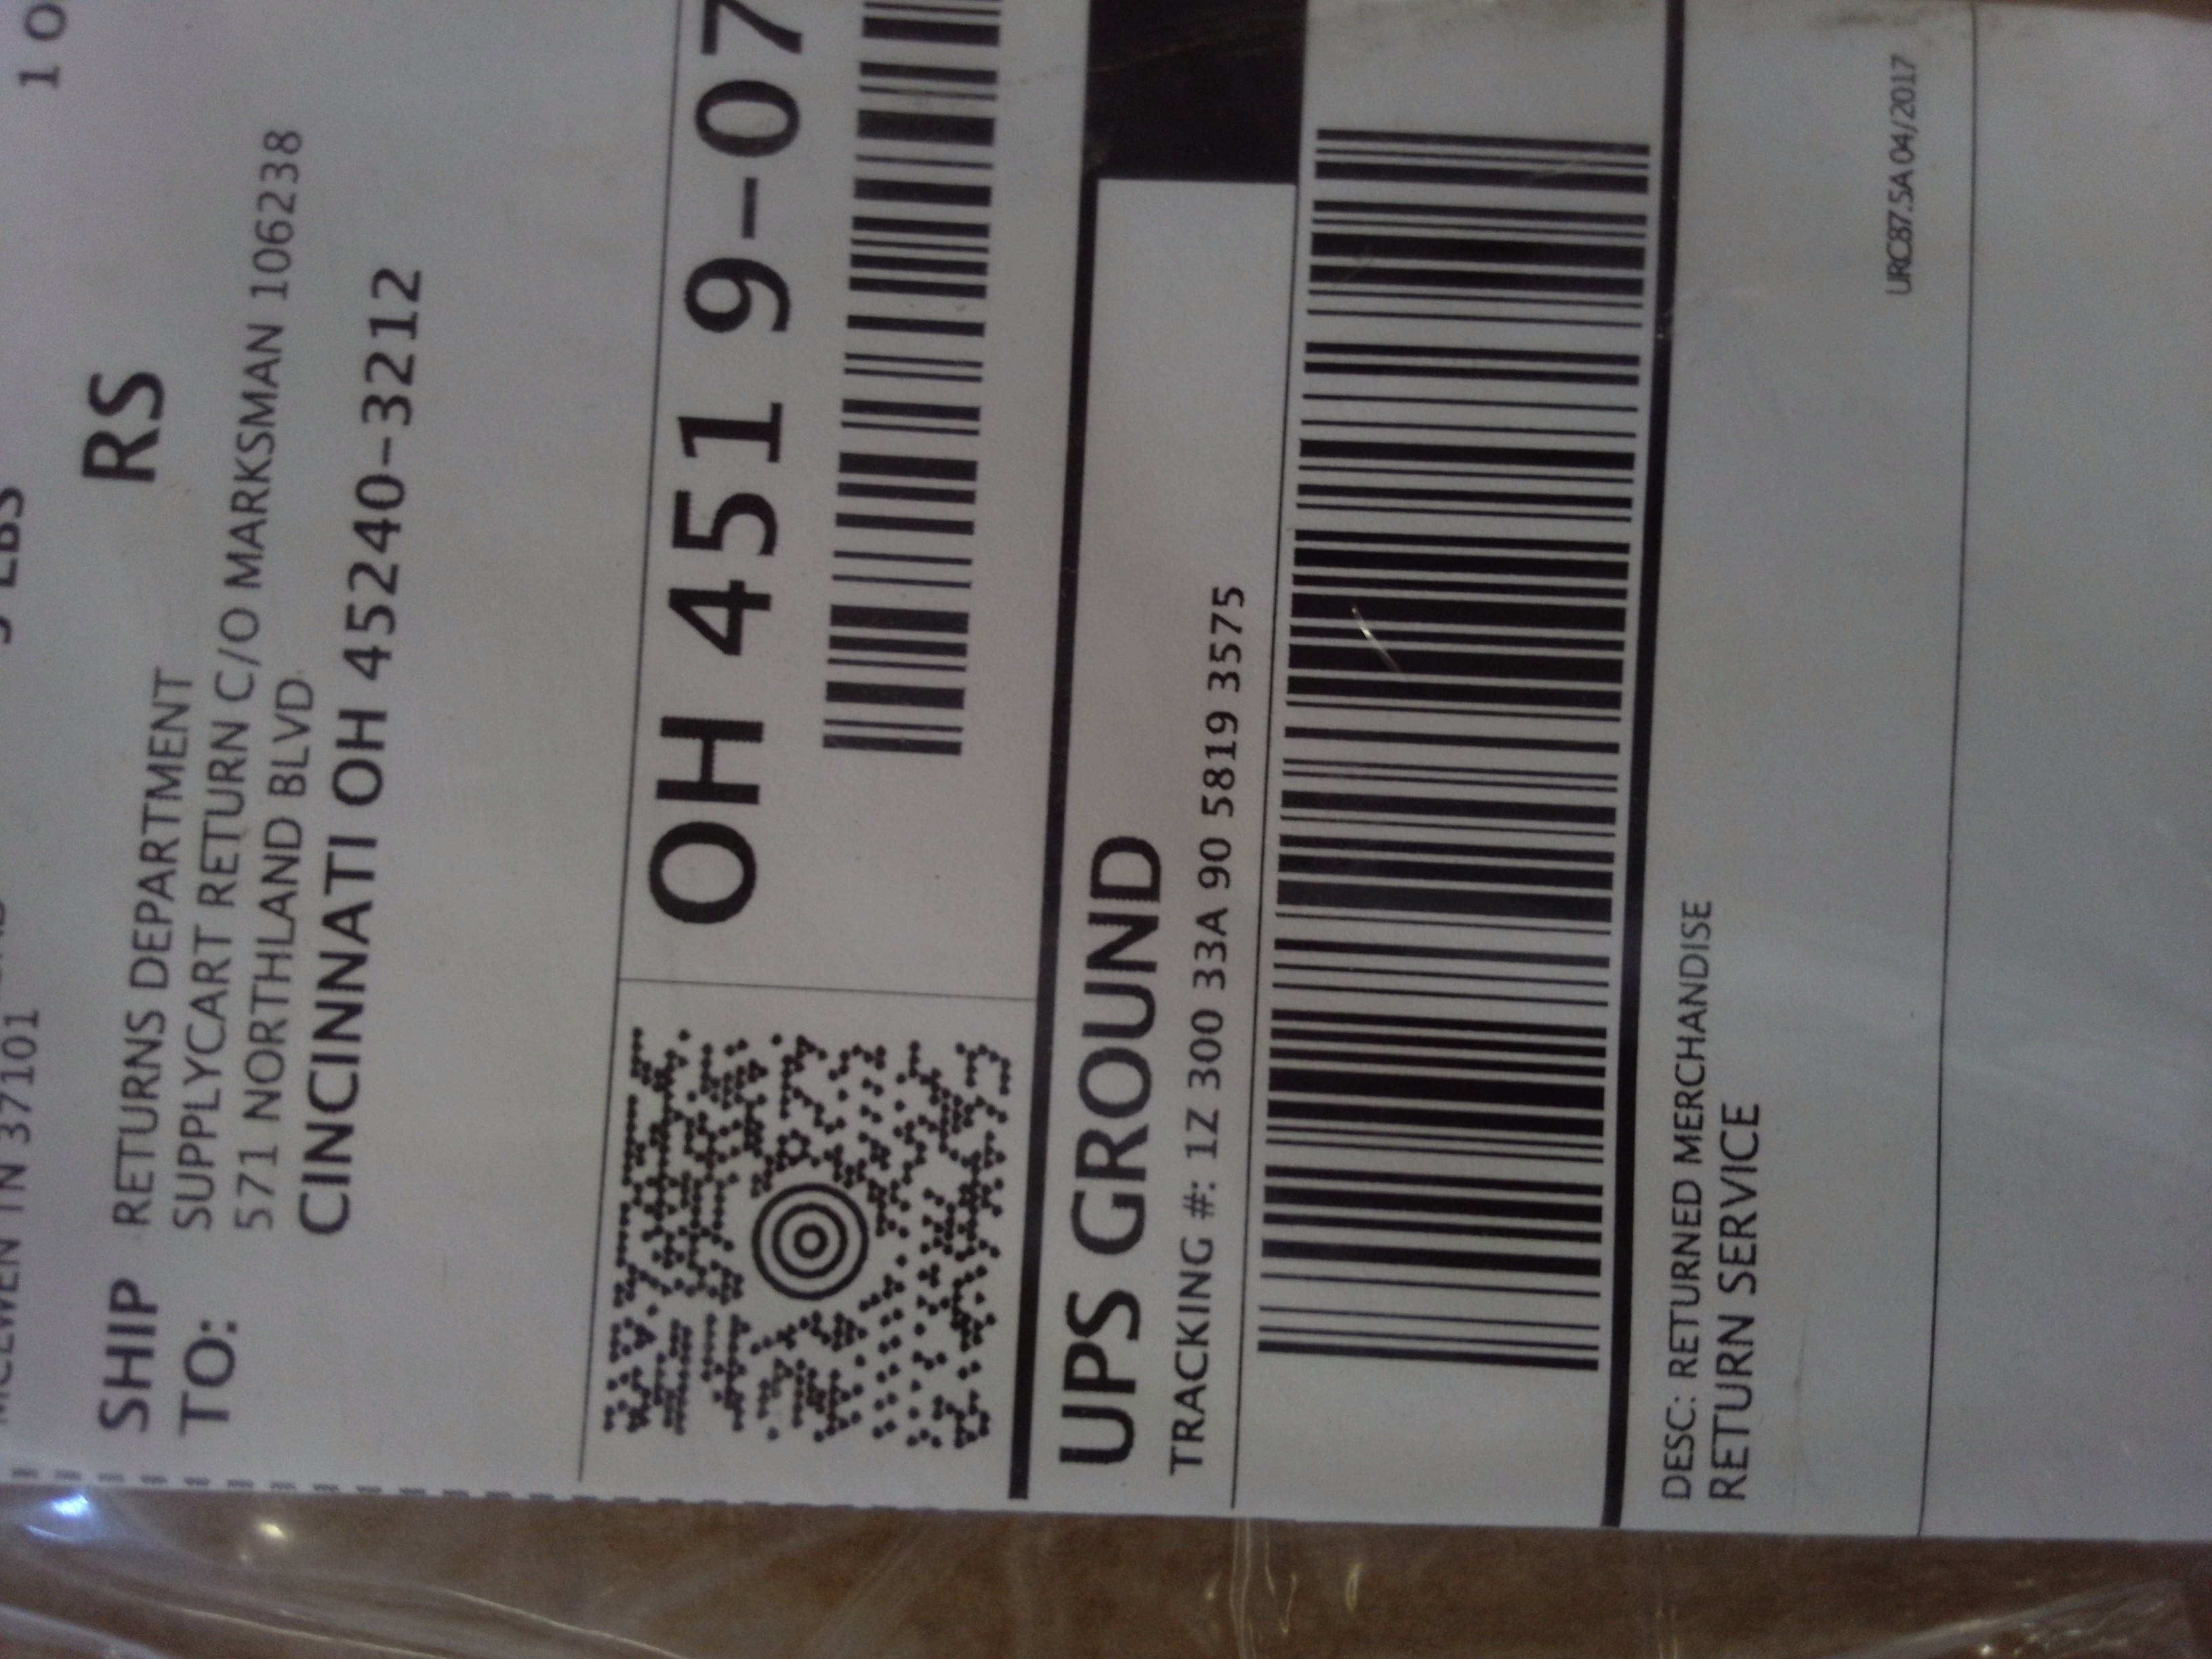 1 O
LBS
TN 37101
SHIP TO:
RETURNS DEPARTMENT
SUPPLYCART RETURN C/O MARKSMAN 106238
571 NORTHLAND BLVD
CINCINNATI OH 45240-3212
RS
OH 451 9-07
UPS GROUND
TRACKING #: 1Z 300 33A 90 5819 3575
DESC: RETURNED MERCHANDISE
RETURN SERVICE
URC87.5A 04/2017